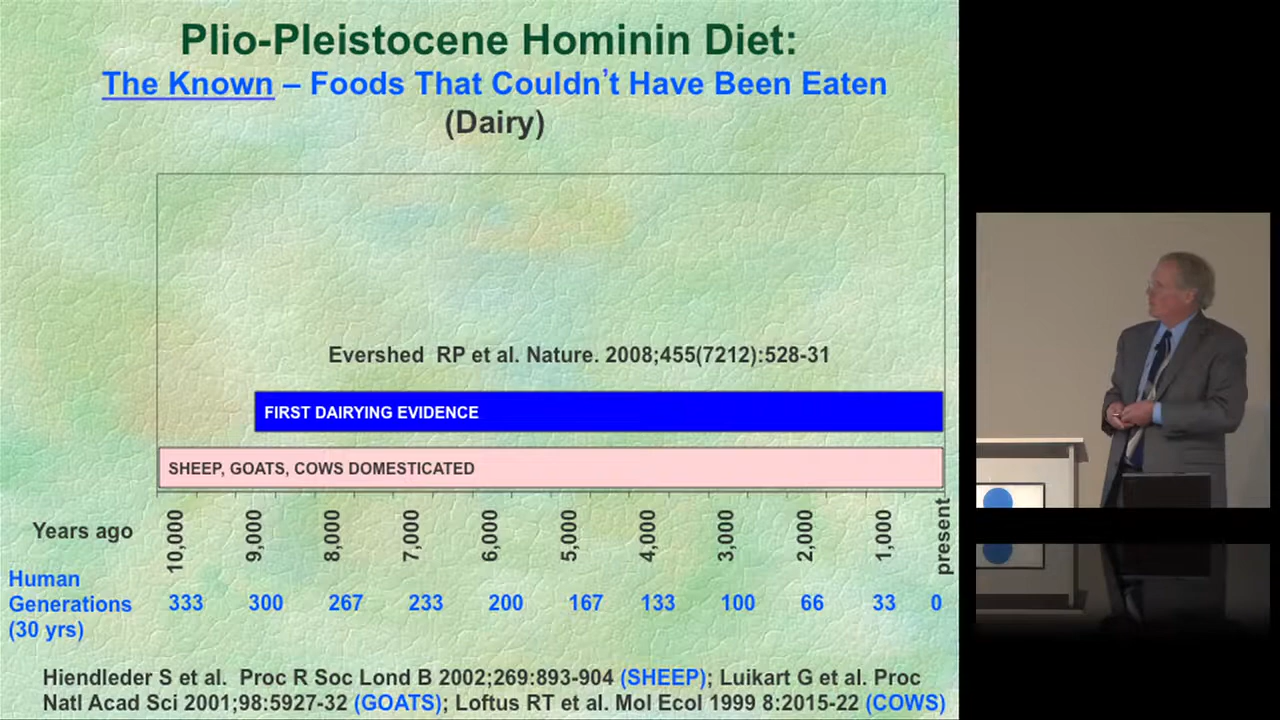 Plio-Pleistocene Hominin Diet:
The Known – Foods That Couldn’t Have Been Eaten
(Dairy)
Evershed RP et al. Nature. 2008;455(7212):528-31
FIRST DAIRYING EVIDENCE
SHEEP, GOATS, COWS DOMESTICATED
Years ago 10,000 9,000 8,000 7,000 6,000 5,000 4,000 3,000 2,000 1,000 present
Human
Generations 333 300 267 233 200 167 133 100 66 33 0
(30 yrs)
Hiendleder S et al. Proc R Soc Lond B 2002;269:893-904 (SHEEP); Luikart G et al. Proc
Natl Acad Sci 2001;98:5927-32 (GOATS); Loftus RT et al. Mol Ecol 1999 8:2015-22 (COWS)